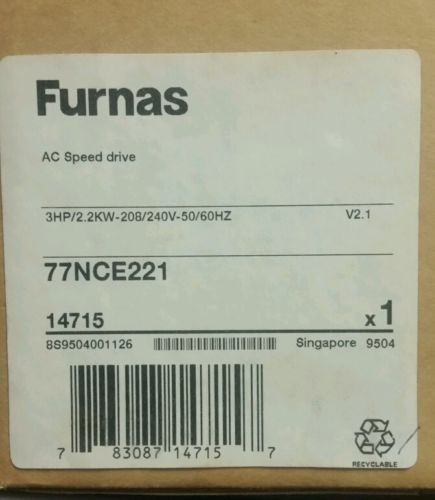 Furnas
AC Speed drive
3HP/2.2KW-208/240V-50/60HZ V2.1
77NCE221
14715 x1
8S9504001126 Singapore 9504
7 83087 14715 7
RECYCLABLE